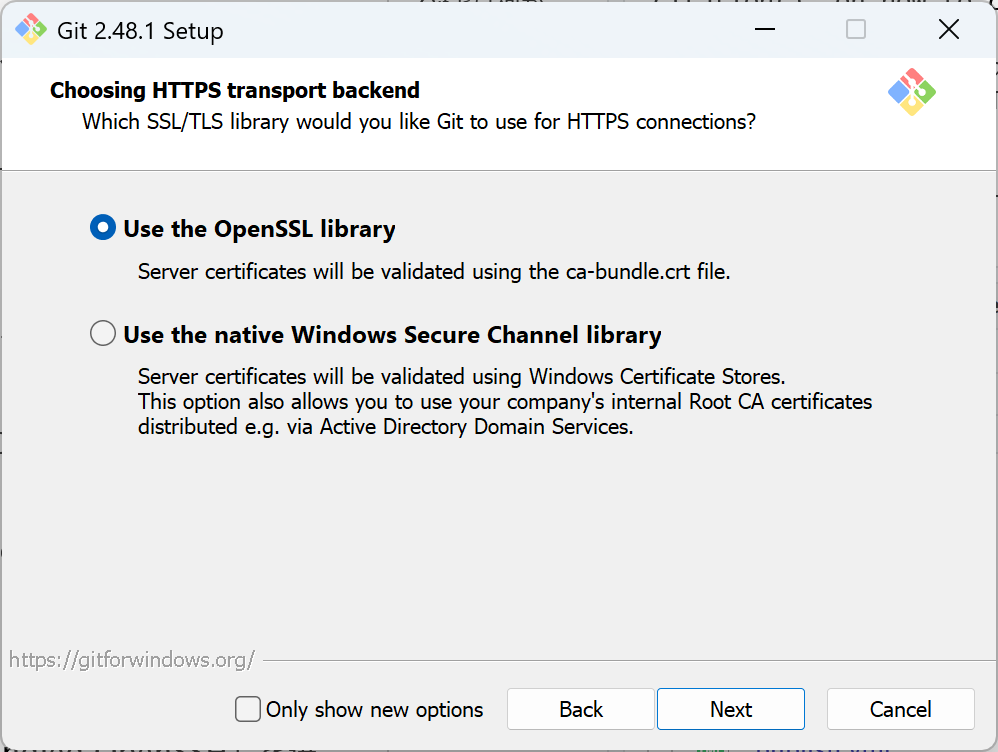 Git 2.48.1 Setup
Choosing HTTPS transport backend
Which SSL/TLS library would you like Git to use for HTTPS connections?
Use the OpenSSL library
Server certificates will be validated using the ca-bundle.crt file.
Use the native Windows Secure Channel library
Server certificates will be validated using Windows Certificate Stores.
This option also allows you to use your company's internal Root CA certificates
distributed e.g. via Active Directory Domain Services.
https://gitforwindows.org/
Only show new options
Back
Next
Cancel